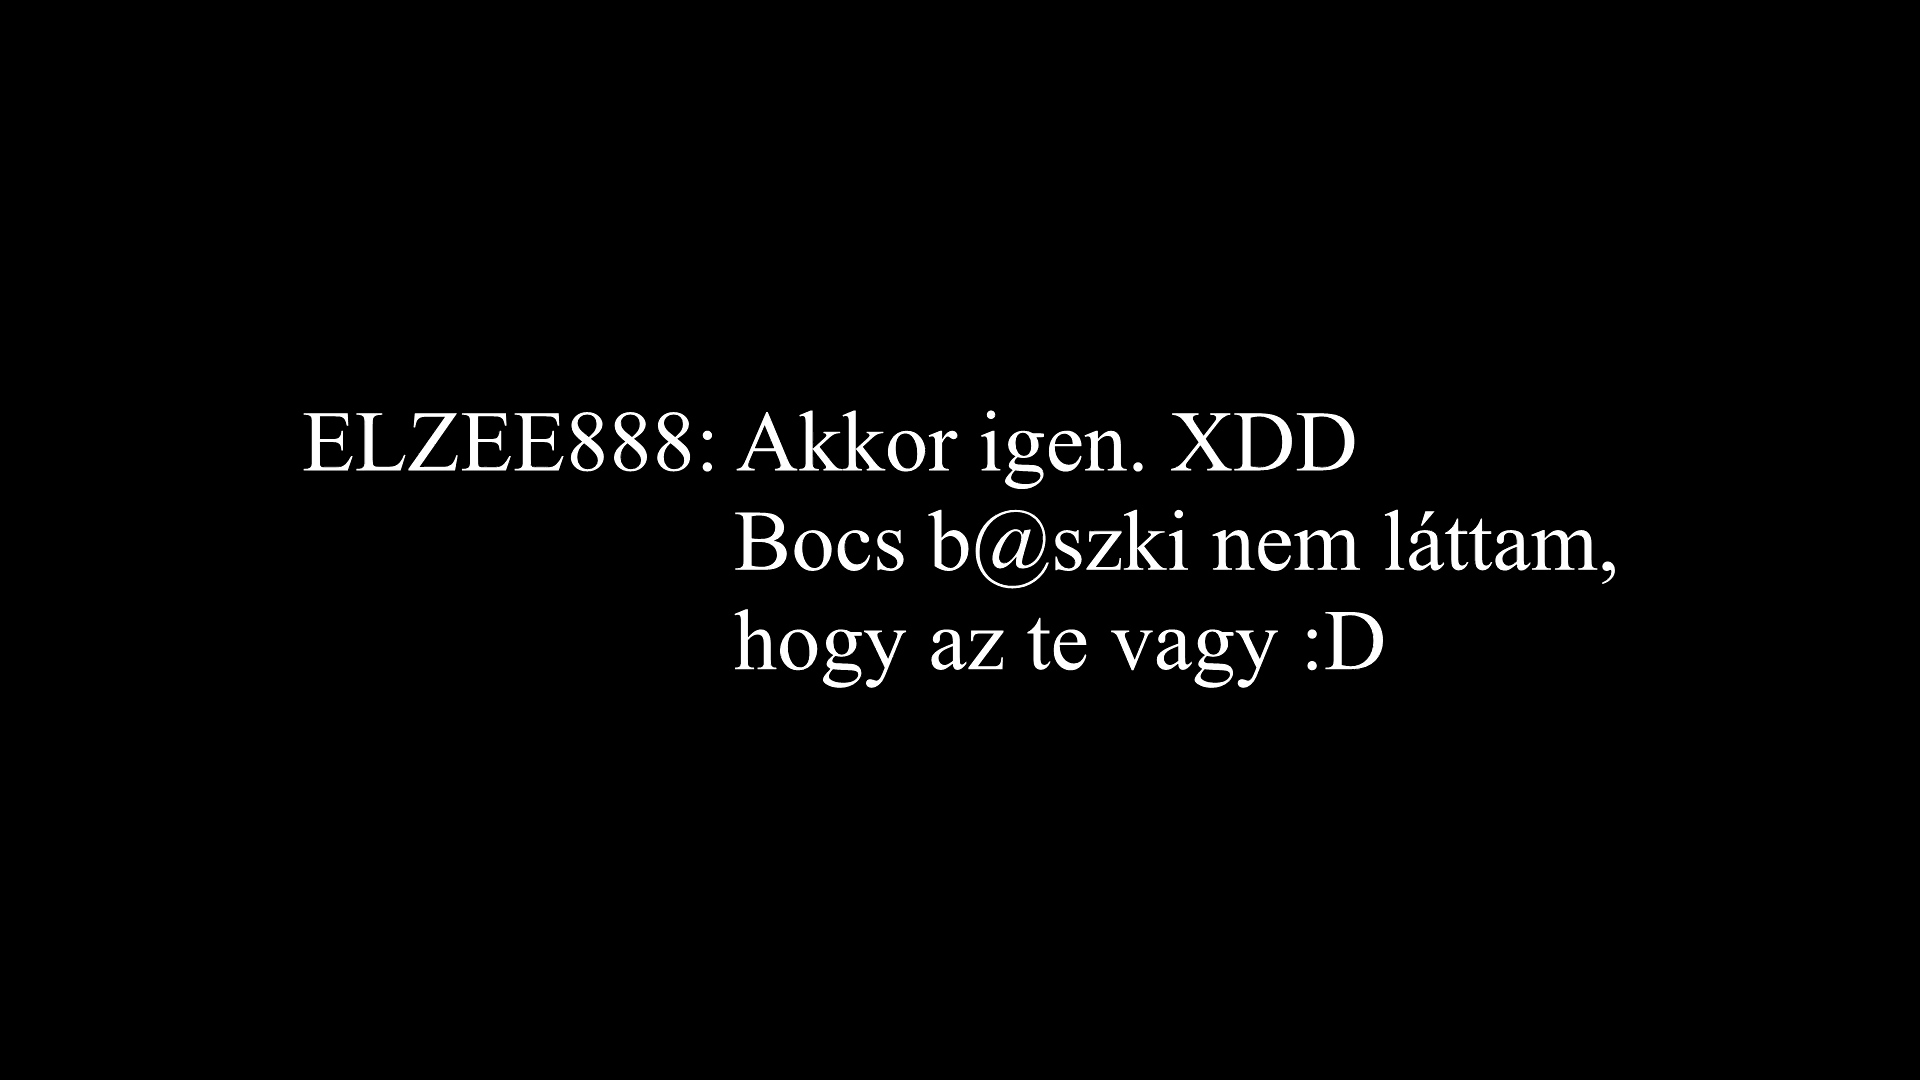 ELZEE888: Akkor igen. XDD
Bocs b@szki nem láttam,
hogy az te vagy :D